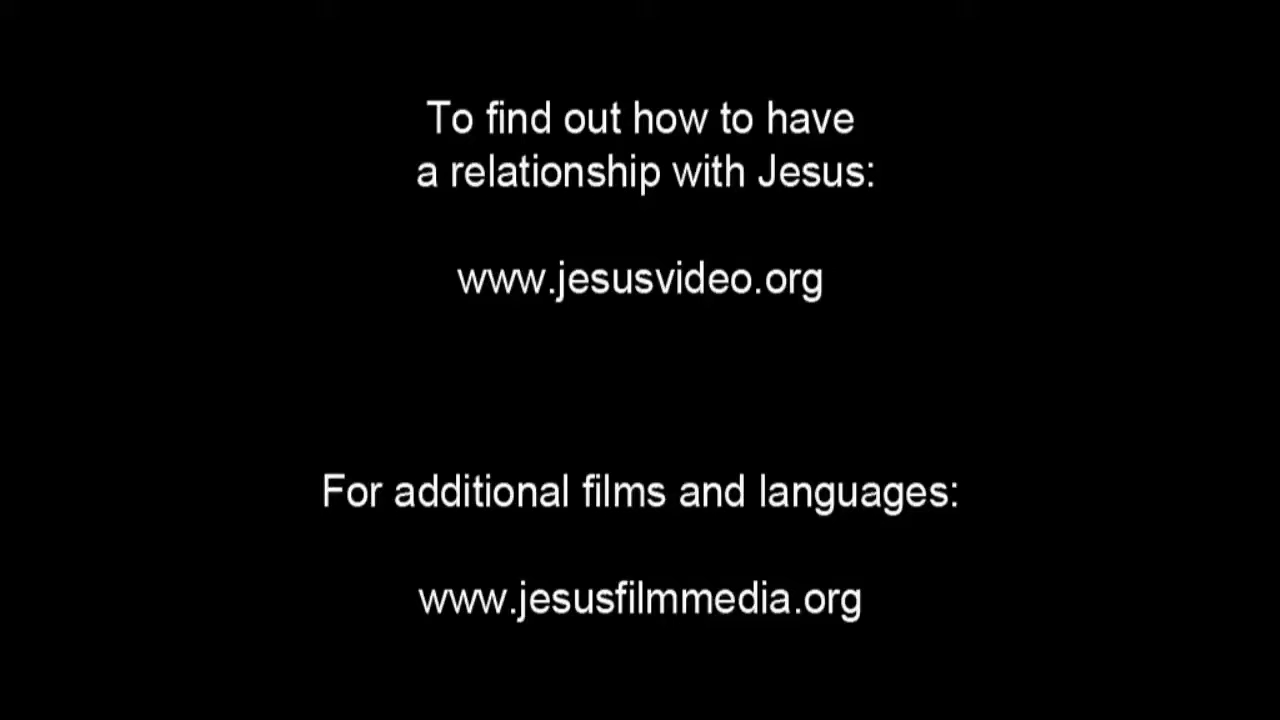 To find out how to have
a relationship with Jesus:
www.jesusvideo.org
For additional films and languages:
www.jesusfilmmedia.org